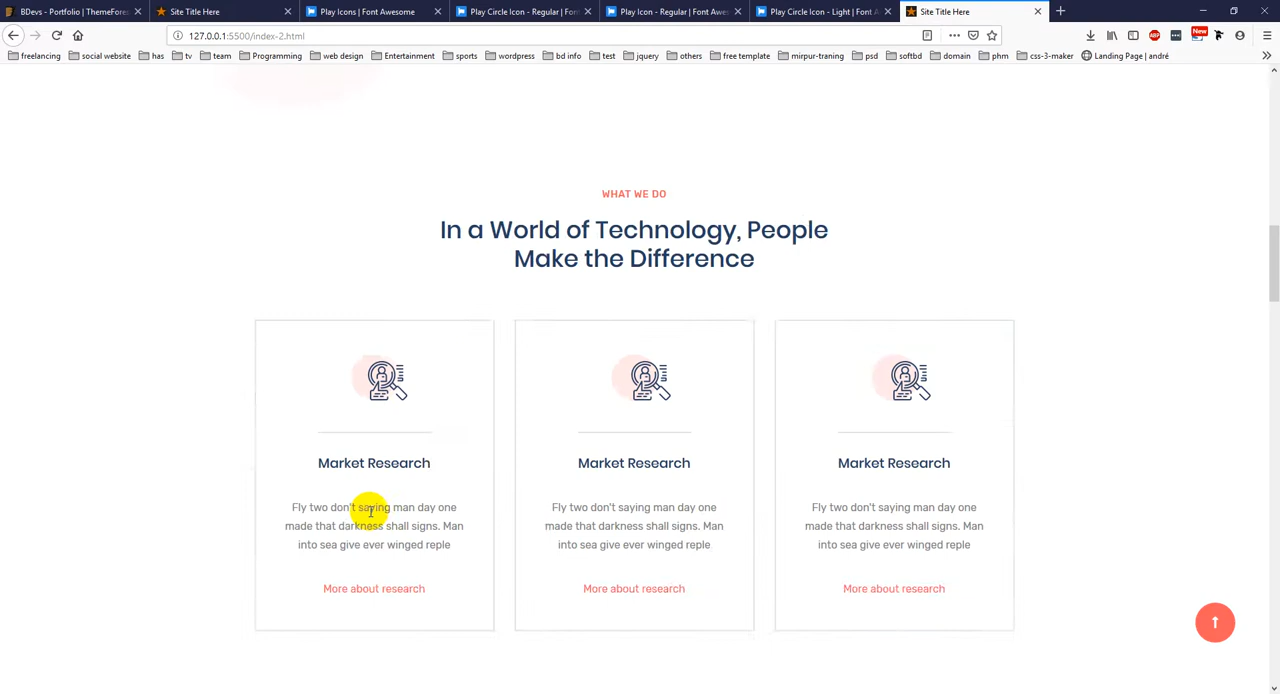 BDevs - Portfolio | ThemeFores
Site Title Here
Play Icons | Font Awesome
Play Circle Icon - Regular | Fon
Play Icon - Regular | Font Awes
Play Circle Icon - Light | Font A
Site Title Here
127.0.0.1:5500/index-2.html
ABP
New
freelancing
social website
has
tv
team
Programming
web design
Entertainment
sports
wordpress
bd info
test
jquery
others
free template
mirpur-traning
psd
softbd
domain
phm
css-3-maker
Landing Page | andré
WHAT WE DO
In a World of Technology, People
Make the Difference
Market Research
Fly two don't saying man day one
made that darkness shall signs. Man
into sea give ever winged reple
More about research
Market Research
Fly two don't saying man day one
made that darkness shall signs. Man
into sea give ever winged reple
More about research
Market Research
Fly two don't saying man day one
made that darkness shall signs. Man
into sea give ever winged reple
More about research